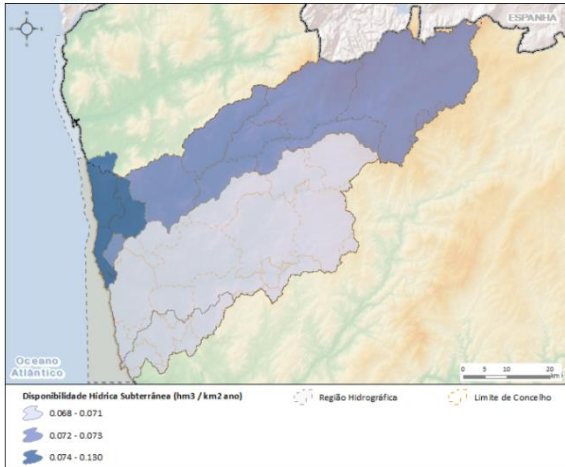 ESPANHA
N
Oceano
Atlântico
0 5 10 20
km
Disponibilidade Hídrica Subterrânea (hm3 / km2 ano)
Região Hidrográfica
Limite de Concelho
0.068 - 0.071
0.072 - 0.073
0.074 - 0.130